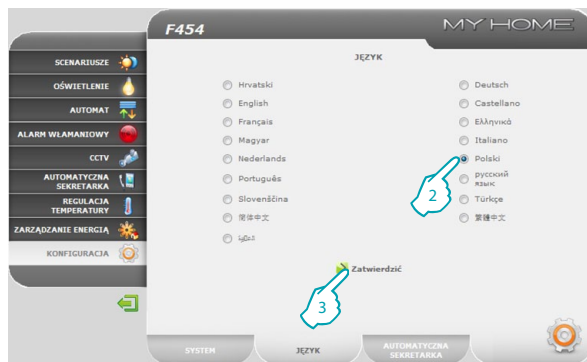 F454
MY HOME
SCENARIUSZE
OŚWIETLENIE
AUTOMAT
ALARM WŁAMANIOWY
CCTV
AUTOMATYCZNA
SEKRETARKA
REGULACJA
TEMPERATURY
ZARZĄDZANIE ENERGIĄ
KONFIGURACJA
JĘZYK
Hrvatski
Deutsch
English
Castellano
Français
Ελληνικά
Magyar
Italiano
Nederlands
Polski
Português
русский
язык
Slovenščina
Türkçe
简体中文
繁體中文
2
Zatwierdzić
3
SYSTEM
JĘZYK
AUTOMATYCZNA
SEKRETARKA